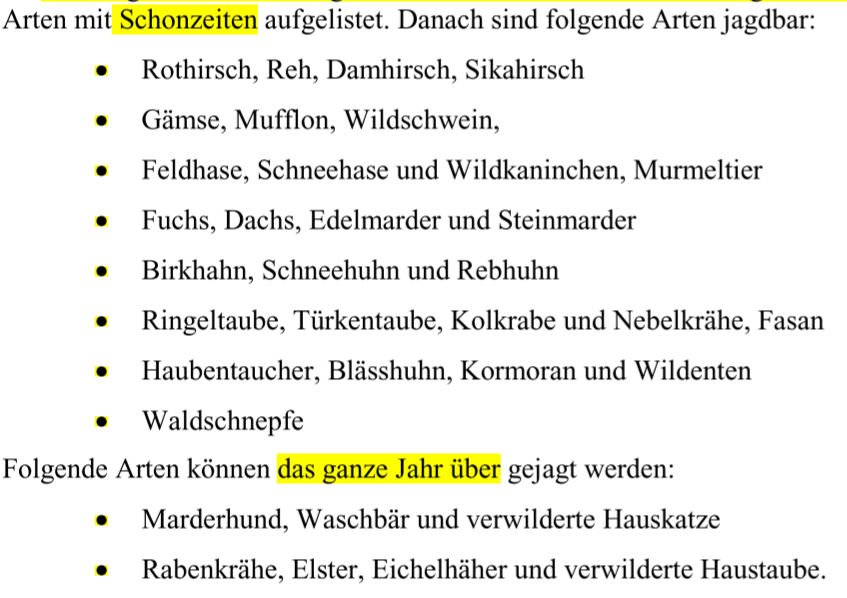 Arten mit Schonzeiten aufgelistet. Danach sind folgende Arten jagdbar:
• Rothirsch, Reh, Damhirsch, Sikahirsch
• Gämse, Mufflon, Wildschwein,
• Feldhase, Schneehase und Wildkaninchen, Murmeltier
• Fuchs, Dachs, Edelmarder und Steinmarder
• Birkhahn, Schneehuhn und Rebhuhn
• Ringeltaube, Türkentaube, Kolkrabe und Nebelkrähe, Fasan
• Haubentaucher, Blässhuhn, Kormoran und Wildenten
• Waldschnepfe
Folgende Arten können das ganze Jahr über gejagt werden:
• Marderhund, Waschbär und verwilderte Hauskatze
• Rabenkrähe, Elster, Eichelhäher und verwilderte Haustaube.